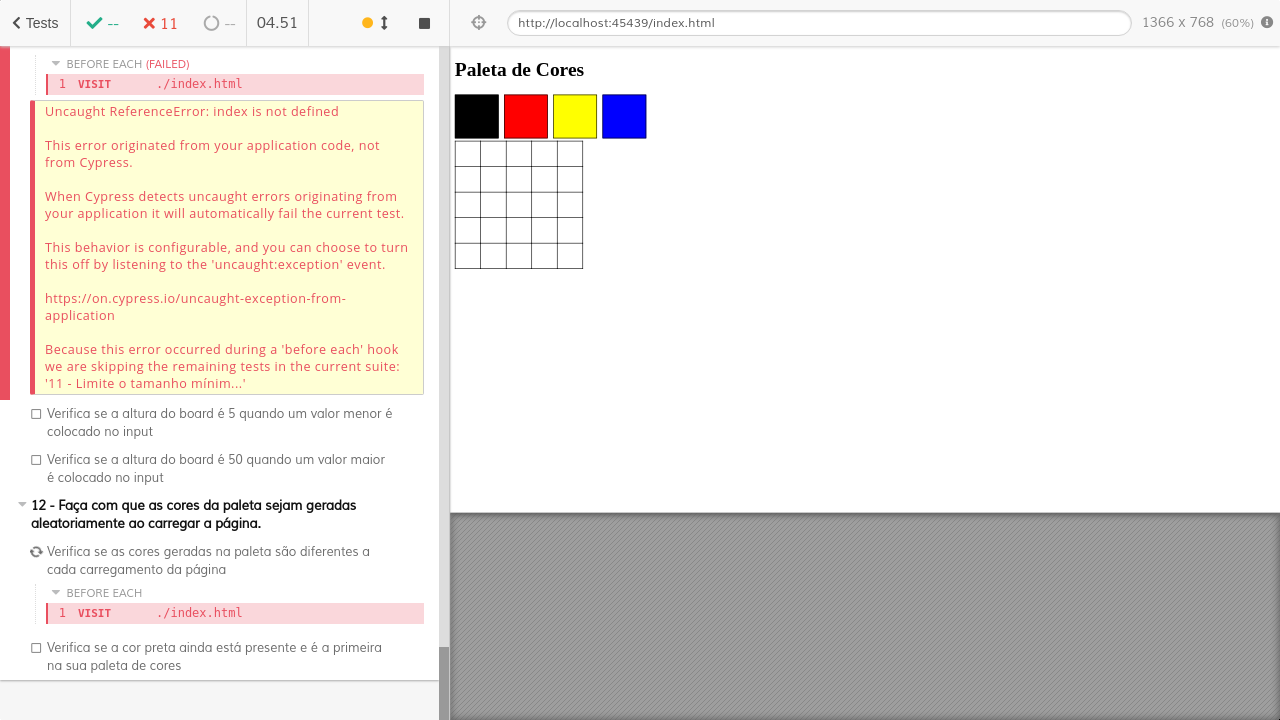 Tests
--
11
--
04.51
http://localhost:45439/index.html
1366 x 768 (60%)
BEFORE EACH (FAILED)
1 VISIT ./index.html
Uncaught ReferenceError: index is not defined
This error originated from your application code, not
from Cypress.
When Cypress detects uncaught errors originating from
your application it will automatically fail the current test.
This behavior is configurable, and you can choose to turn
this off by listening to the 'uncaught:exception' event.
https://on.cypress.io/uncaught-exception-from-
application
Because this error occurred during a 'before each' hook
we are skipping the remaining tests in the current suite:
'11 - Limite o tamanho mínim...'
Verifica se a altura do board é 5 quando um valor menor é
colocado no input
Verifica se a altura do board é 50 quando um valor maior
é colocado no input
12 - Faça com que as cores da paleta sejam geradas
aleatoriamente ao carregar a página.
Verifica se as cores geradas na paleta são diferentes a
cada carregamento da página
BEFORE EACH
1 VISIT ./index.html
Verifica se a cor preta ainda está presente e é a primeira
na sua paleta de cores
Paleta de Cores